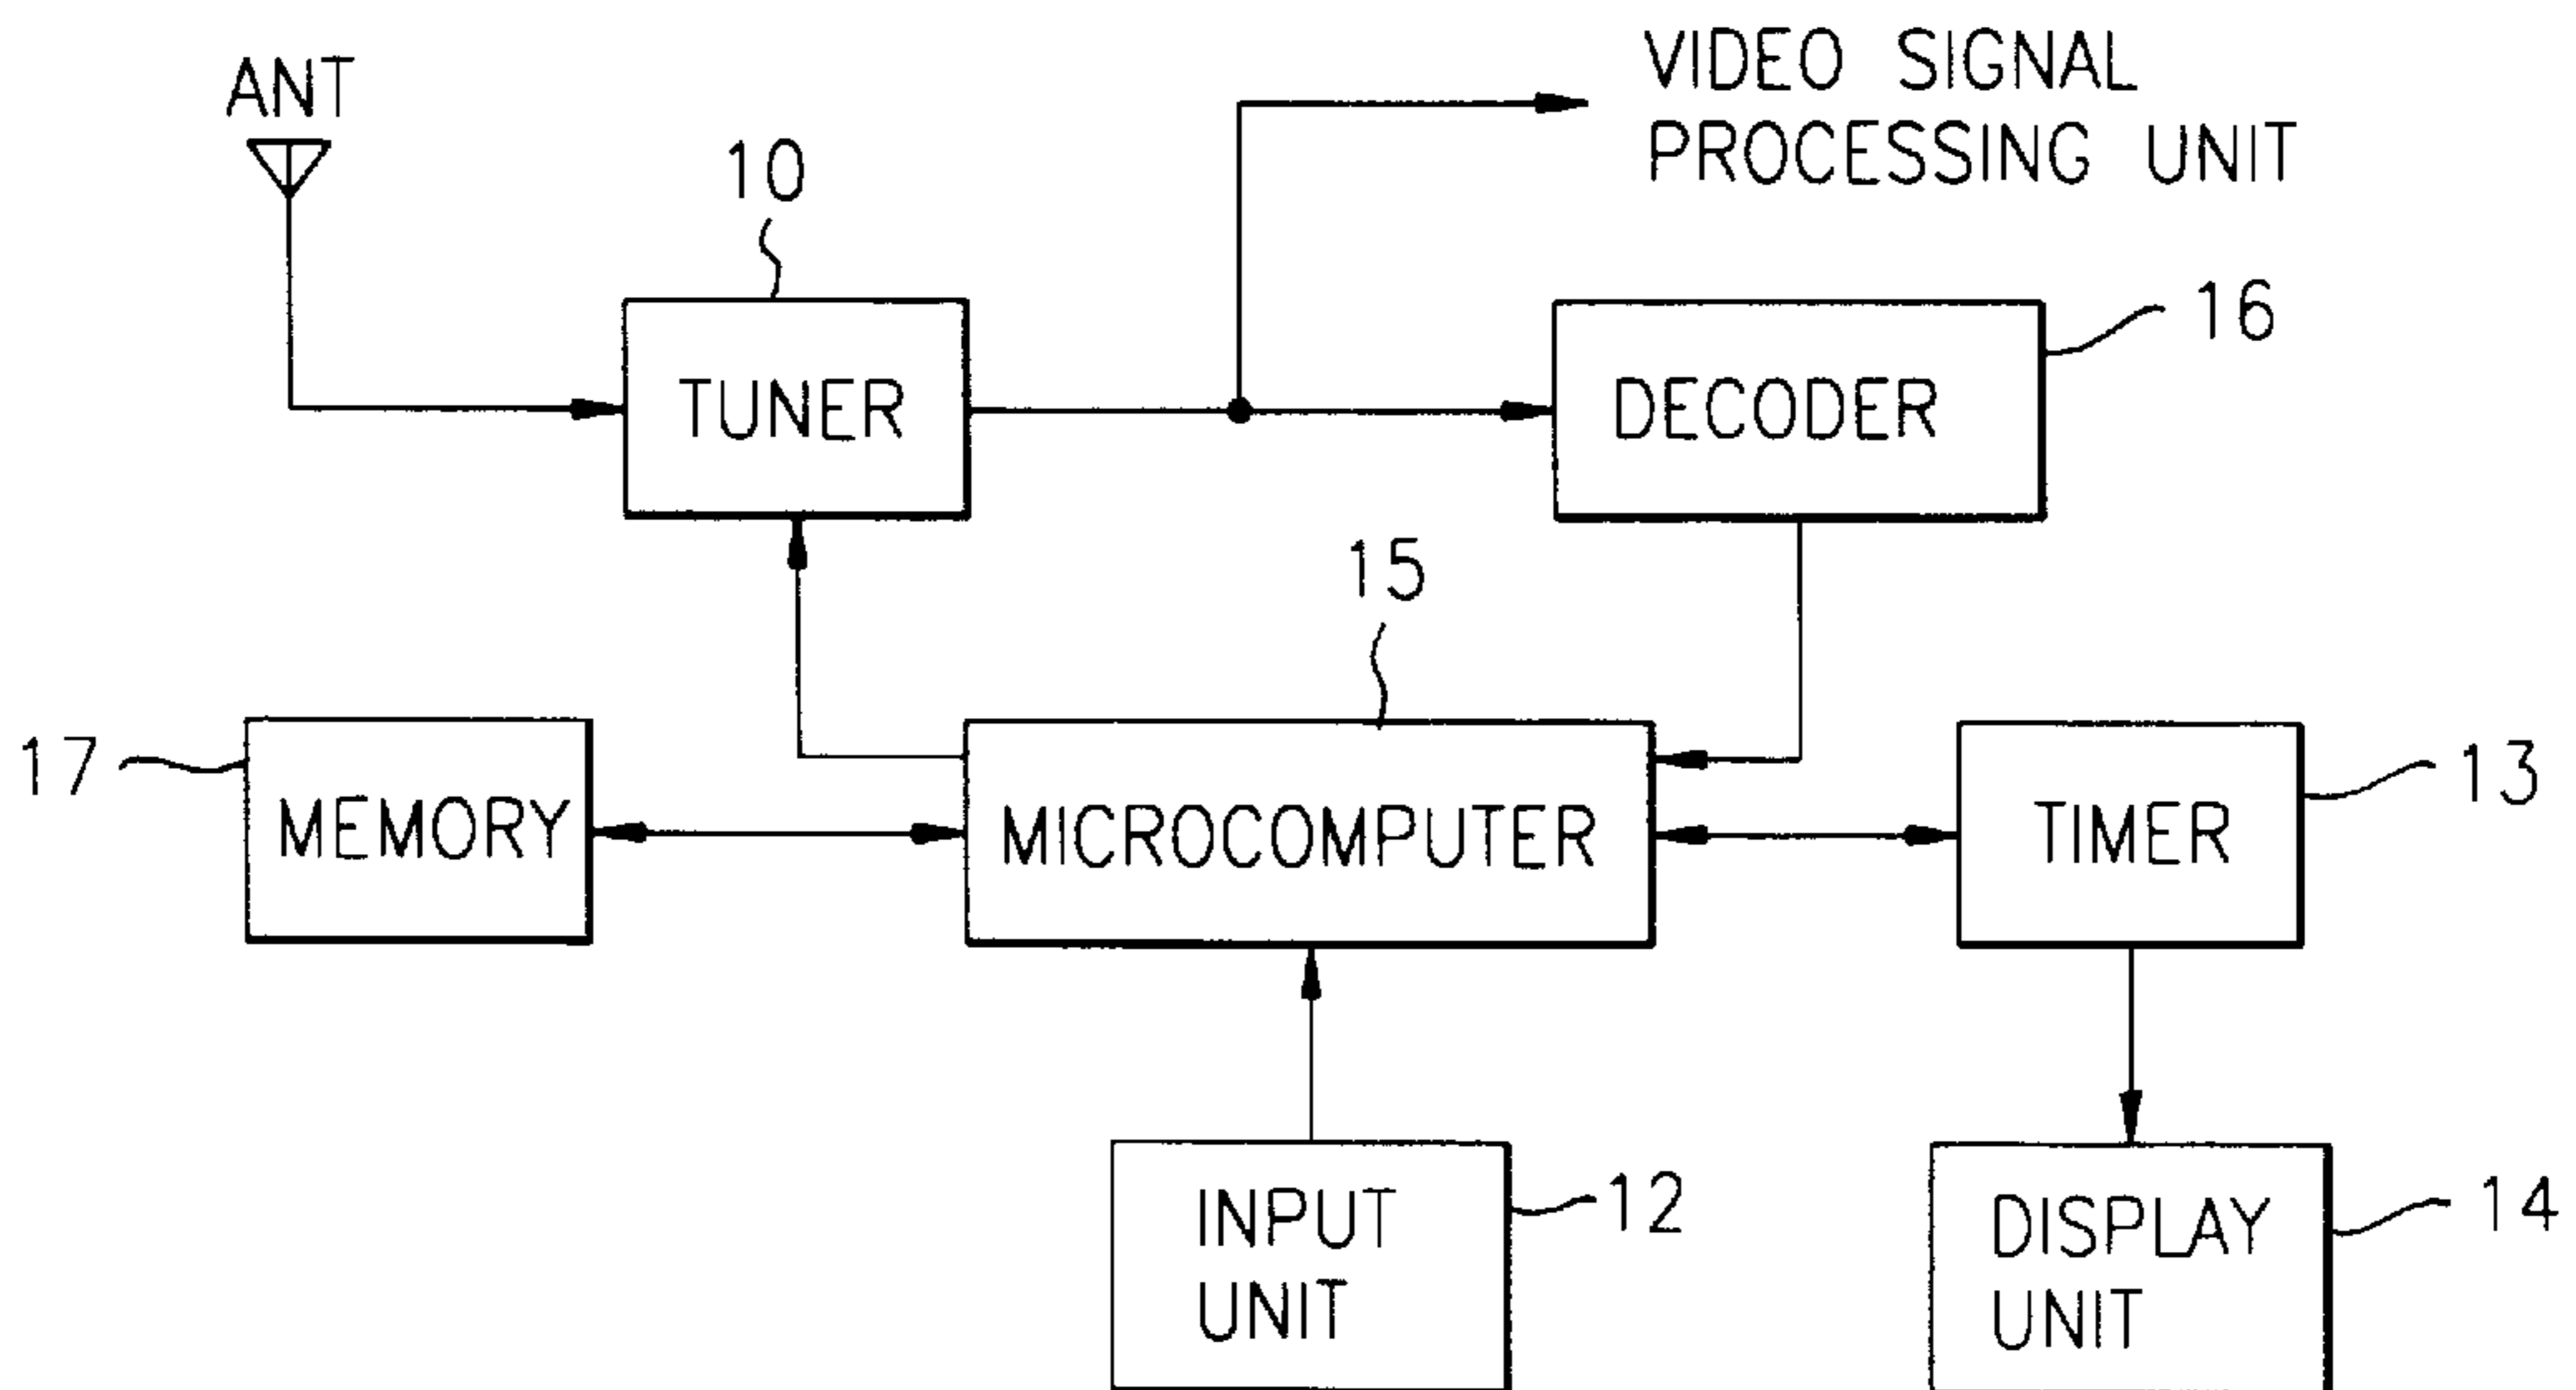 ANT
VIDEO SIGNAL
PROCESSING UNIT
10
TUNER
16
DECODER
15
17
MEMORY
MICROCOMPUTER
13
TIMER
INPUT
UNIT
12
DISPLAY
UNIT
14